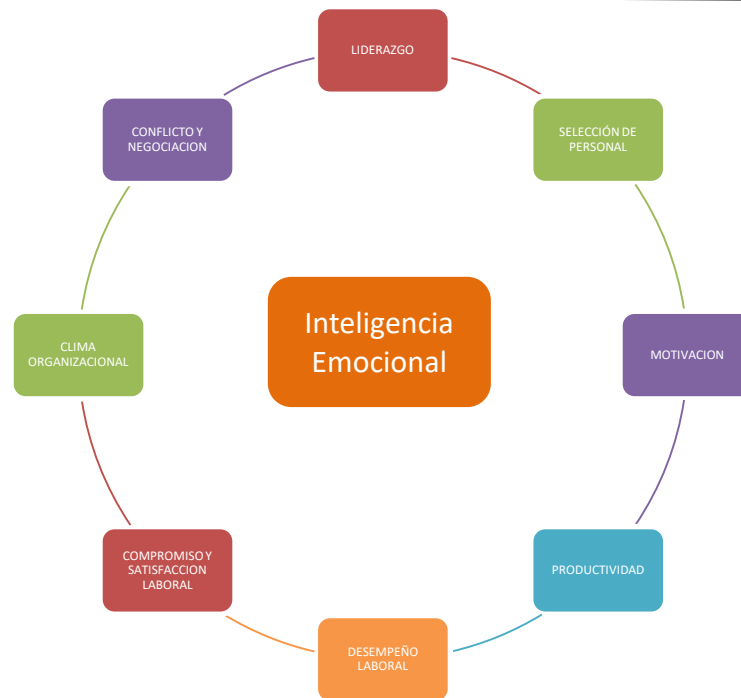 LIDERAZGO
SELECCIÓN DE
PERSONAL
MOTIVACION
PRODUCTIVIDAD
DESEMPEÑO
LABORAL
COMPROMISO Y
SATISFACCION
LABORAL
CLIMA
ORGANIZACIONAL
CONFLICTO Y
NEGOCIACION
Inteligencia
Emocional